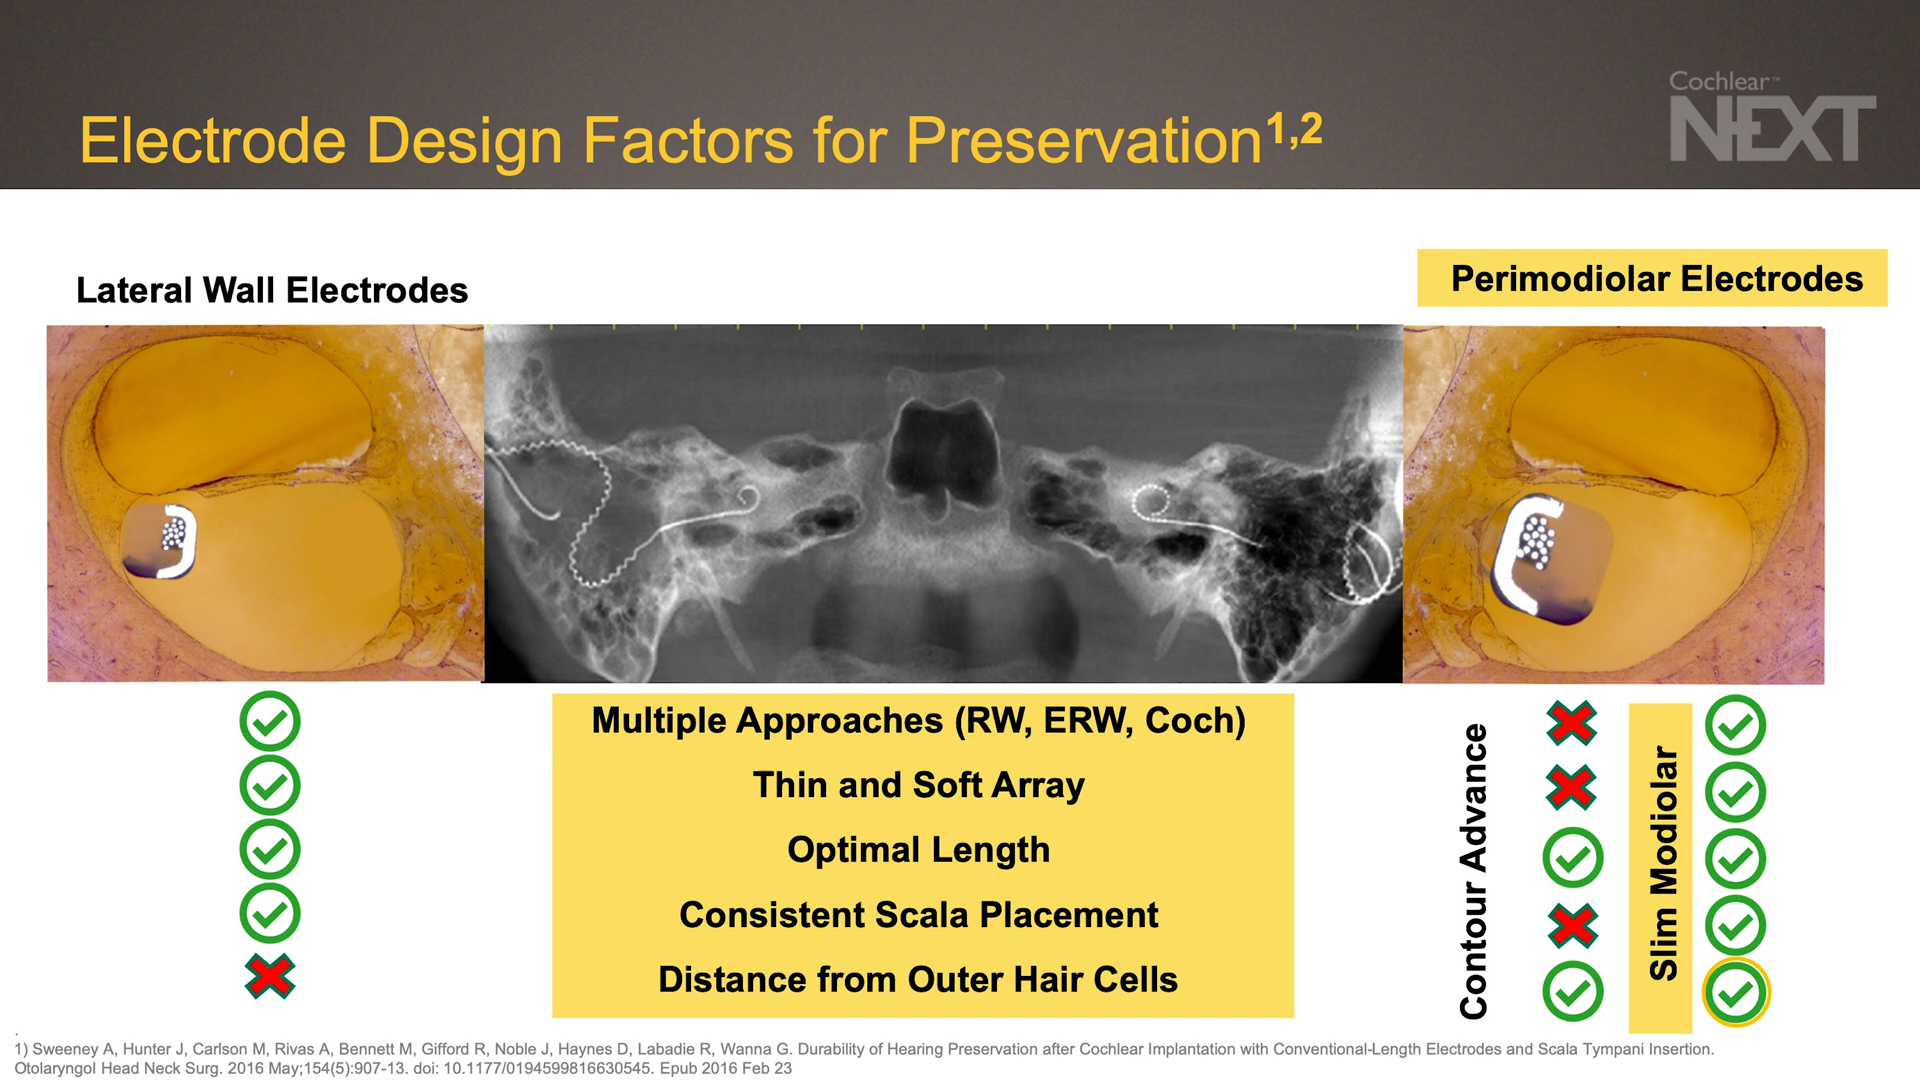 Cochlear™
NEXT
Electrode Design Factors for Preservation1,2
Lateral Wall Electrodes
Perimodiolar Electrodes
Multiple Approaches (RW, ERW, Coch)
Thin and Soft Array
Optimal Length
Consistent Scala Placement
Distance from Outer Hair Cells
Contour Advance
Slim Modiolar
.
1) Sweeney A, Hunter J, Carlson M, Rivas A, Bennett M, Gifford R, Noble J, Haynes D, Labadie R, Wanna G. Durability of Hearing Preservation after Cochlear Implantation with Conventional-Length Electrodes and Scala Tympani Insertion.
Otolaryngol Head Neck Surg. 2016 May;154(5):907-13. doi: 10.1177/0194599816630545. Epub 2016 Feb 23